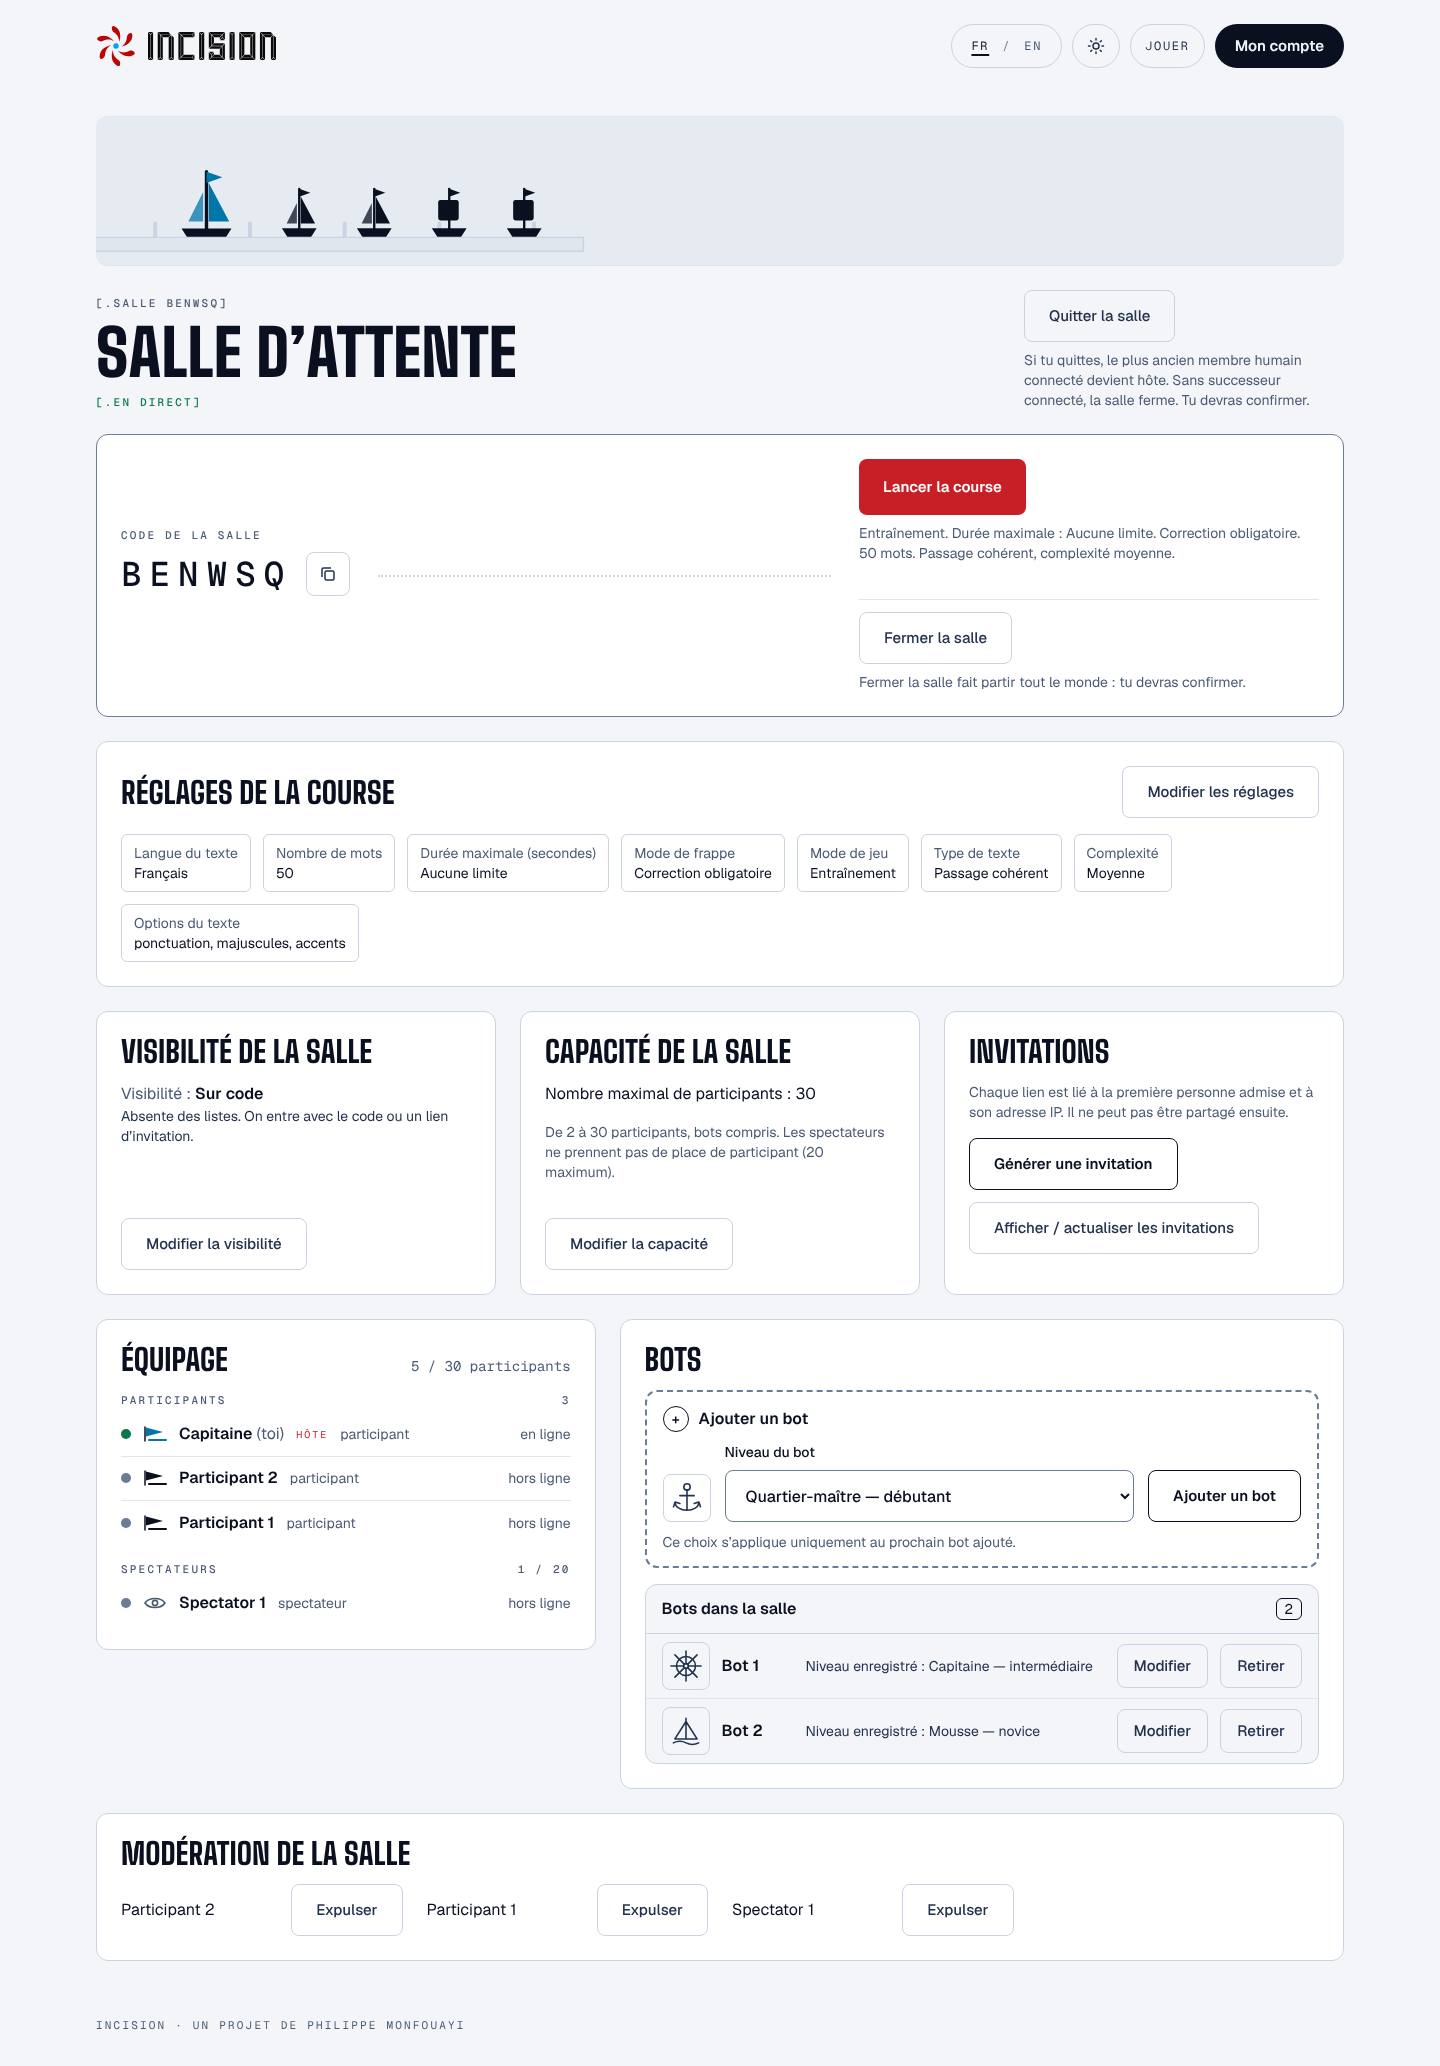 INCISION
FR / EN
JOUER
Mon compte
[.SALLE BENWSQ]
SALLE D’ATTENTE
[.EN DIRECT]
Quitter la salle
Si tu quittes, le plus ancien membre humain
connecté devient hôte. Sans successeur
connecté, la salle ferme. Tu devras confirmer.
CODE DE LA SALLE
BENWSQ
Lancer la course
Entraînement. Durée maximale : Aucune limite. Correction obligatoire.
50 mots. Passage cohérent, complexité moyenne.
Fermer la salle
Fermer la salle fait partir tout le monde : tu devras confirmer.
RÉGLAGES DE LA COURSE
Modifier les réglages
Langue du texte
Français
Nombre de mots
50
Durée maximale (secondes)
Aucune limite
Mode de frappe
Correction obligatoire
Mode de jeu
Entraînement
Type de texte
Passage cohérent
Complexité
Moyenne
Options du texte
ponctuation, majuscules, accents
VISIBILITÉ DE LA SALLE
Visibilité : Sur code
Absente des listes. On entre avec le code ou un lien
d’invitation.
Modifier la visibilité
CAPACITÉ DE LA SALLE
Nombre maximal de participants : 30
De 2 à 30 participants, bots compris. Les spectateurs
ne prennent pas de place de participant (20
maximum).
Modifier la capacité
INVITATIONS
Chaque lien est lié à la première personne admise et à
son adresse IP. Il ne peut pas être partagé ensuite.
Générer une invitation
Afficher / actualiser les invitations
ÉQUIPAGE
5 / 30 participants
PARTICIPANTS 3
Capitaine (toi) HÔTE participant en ligne
Participant 2 participant hors ligne
Participant 1 participant hors ligne
SPECTATEURS 1 / 20
Spectator 1 spectateur hors ligne
BOTS
+ Ajouter un bot
Niveau du bot
Quartier-maître — débutant
Ajouter un bot
Ce choix s’applique uniquement au prochain bot ajouté.
Bots dans la salle 2
Bot 1 Niveau enregistré : Capitaine — intermédiaire Modifier Retirer
Bot 2 Niveau enregistré : Mousse — novice Modifier Retirer
MODÉRATION DE LA SALLE
Participant 2 Expulser Participant 1 Expulser Spectator 1 Expulser
INCISION · UN PROJET DE PHILIPPE MONFOUAYI